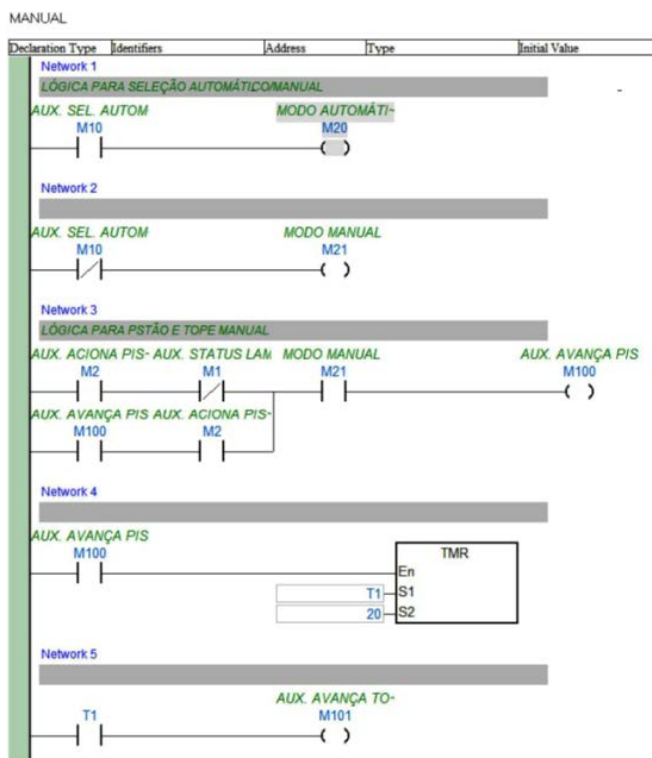 MANUAL
Declaration Type Identifiers Address Type Initial Value
Network 1
LÓGICA PARA SELEÇÃO AUTOMÁTICO/MANUAL
AUX. SEL. AUTOM MODO AUTOMÁTI~
M10 M20
Network 2
AUX. SEL. AUTOM MODO MANUAL
M10 M21
Network 3
LÓGICA PARA PSTÃO E TOPE MANUAL
AUX. ACIONA PIS~ AUX. STATUS LAM MODO MANUAL AUX. AVANÇA PIS
M2 M1 M21 M100
AUX. AVANÇA PIS AUX. ACIONA PIS~
M100 M2
Network 4
AUX. AVANÇA PIS
M100 TMR
En
T1 S1
20 S2
Network 5
AUX. AVANÇA TO~
T1 M101